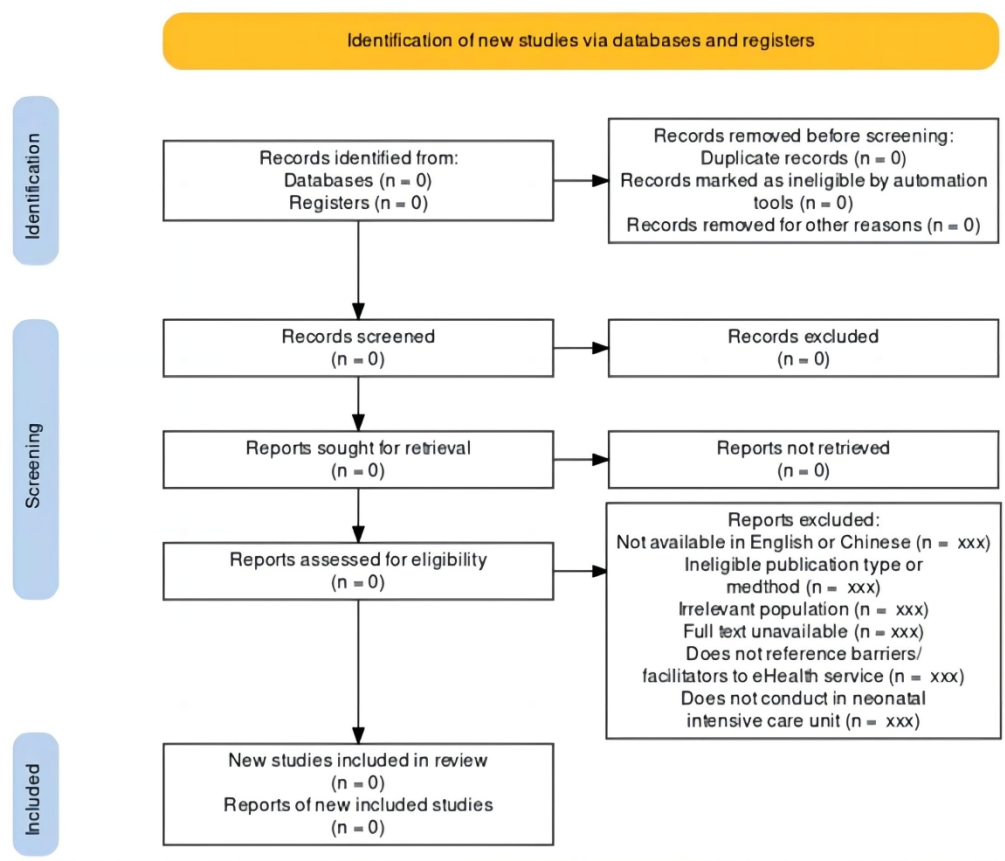 Identification of new studies via databases and registers
Identification
Records identified from:
Databases (n = 0)
Registers (n = 0)
Records removed before screening:
Duplicate records (n = 0)
Records marked as ineligible by automation
tools (n = 0)
Records removed for other reasons (n = 0)
Screening
Records screened
(n = 0)
Records excluded
(n = 0)
Reports sought for retrieval
(n = 0)
Reports not retrieved
(n = 0)
Reports assessed for eligibility
(n = 0)
Reports excluded:
Not available in English or Chinese (n = xxx)
Ineligible publication type or
medthod (n = xxx)
Irrelevant population (n = xxx)
Full text unavailable (n = xxx)
Does not reference barriers/
facilitators to eHealth service (n = xxx)
Does not conduct in neonatal
intensive care unit (n = xxx)
Included
New studies included in review
(n = 0)
Reports of new included studies
(n = 0)